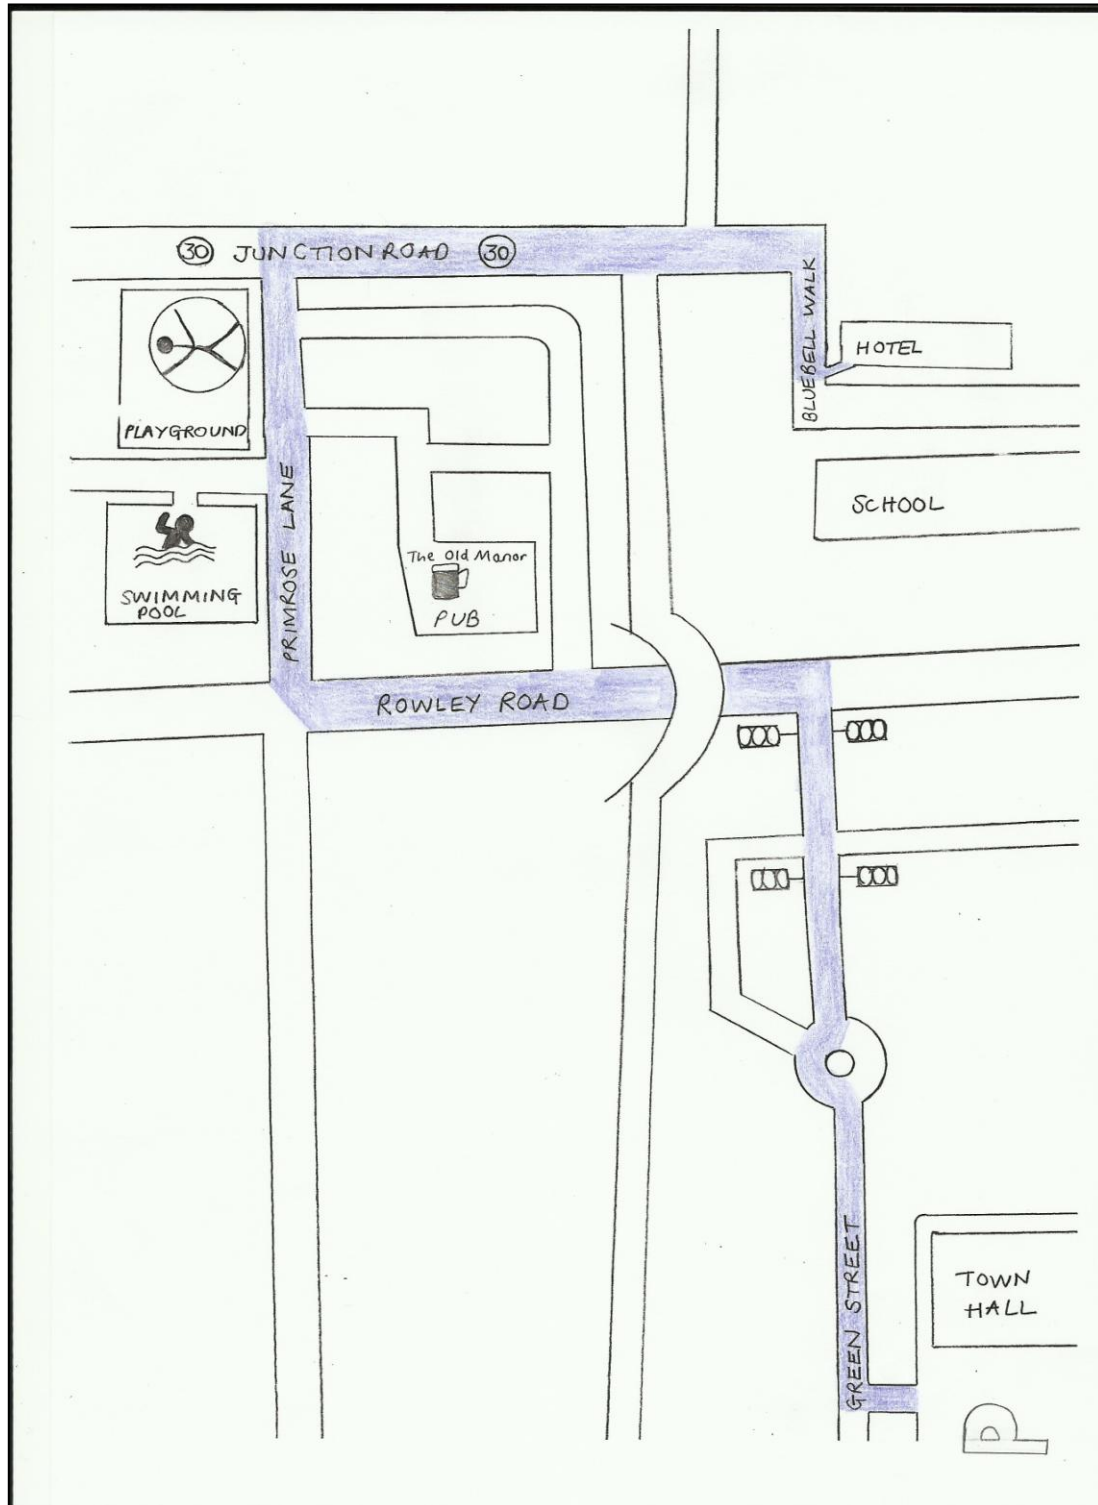 30 JUNCTION ROAD 30
BLUEBELL WALK
HOTEL
PLAYGROUND
PRIMROSE LANE
SCHOOL
SWIMMING
POOL
The Old Manor
PUB
ROWLEY ROAD
GREEN STREET
TOWN
HALL
P